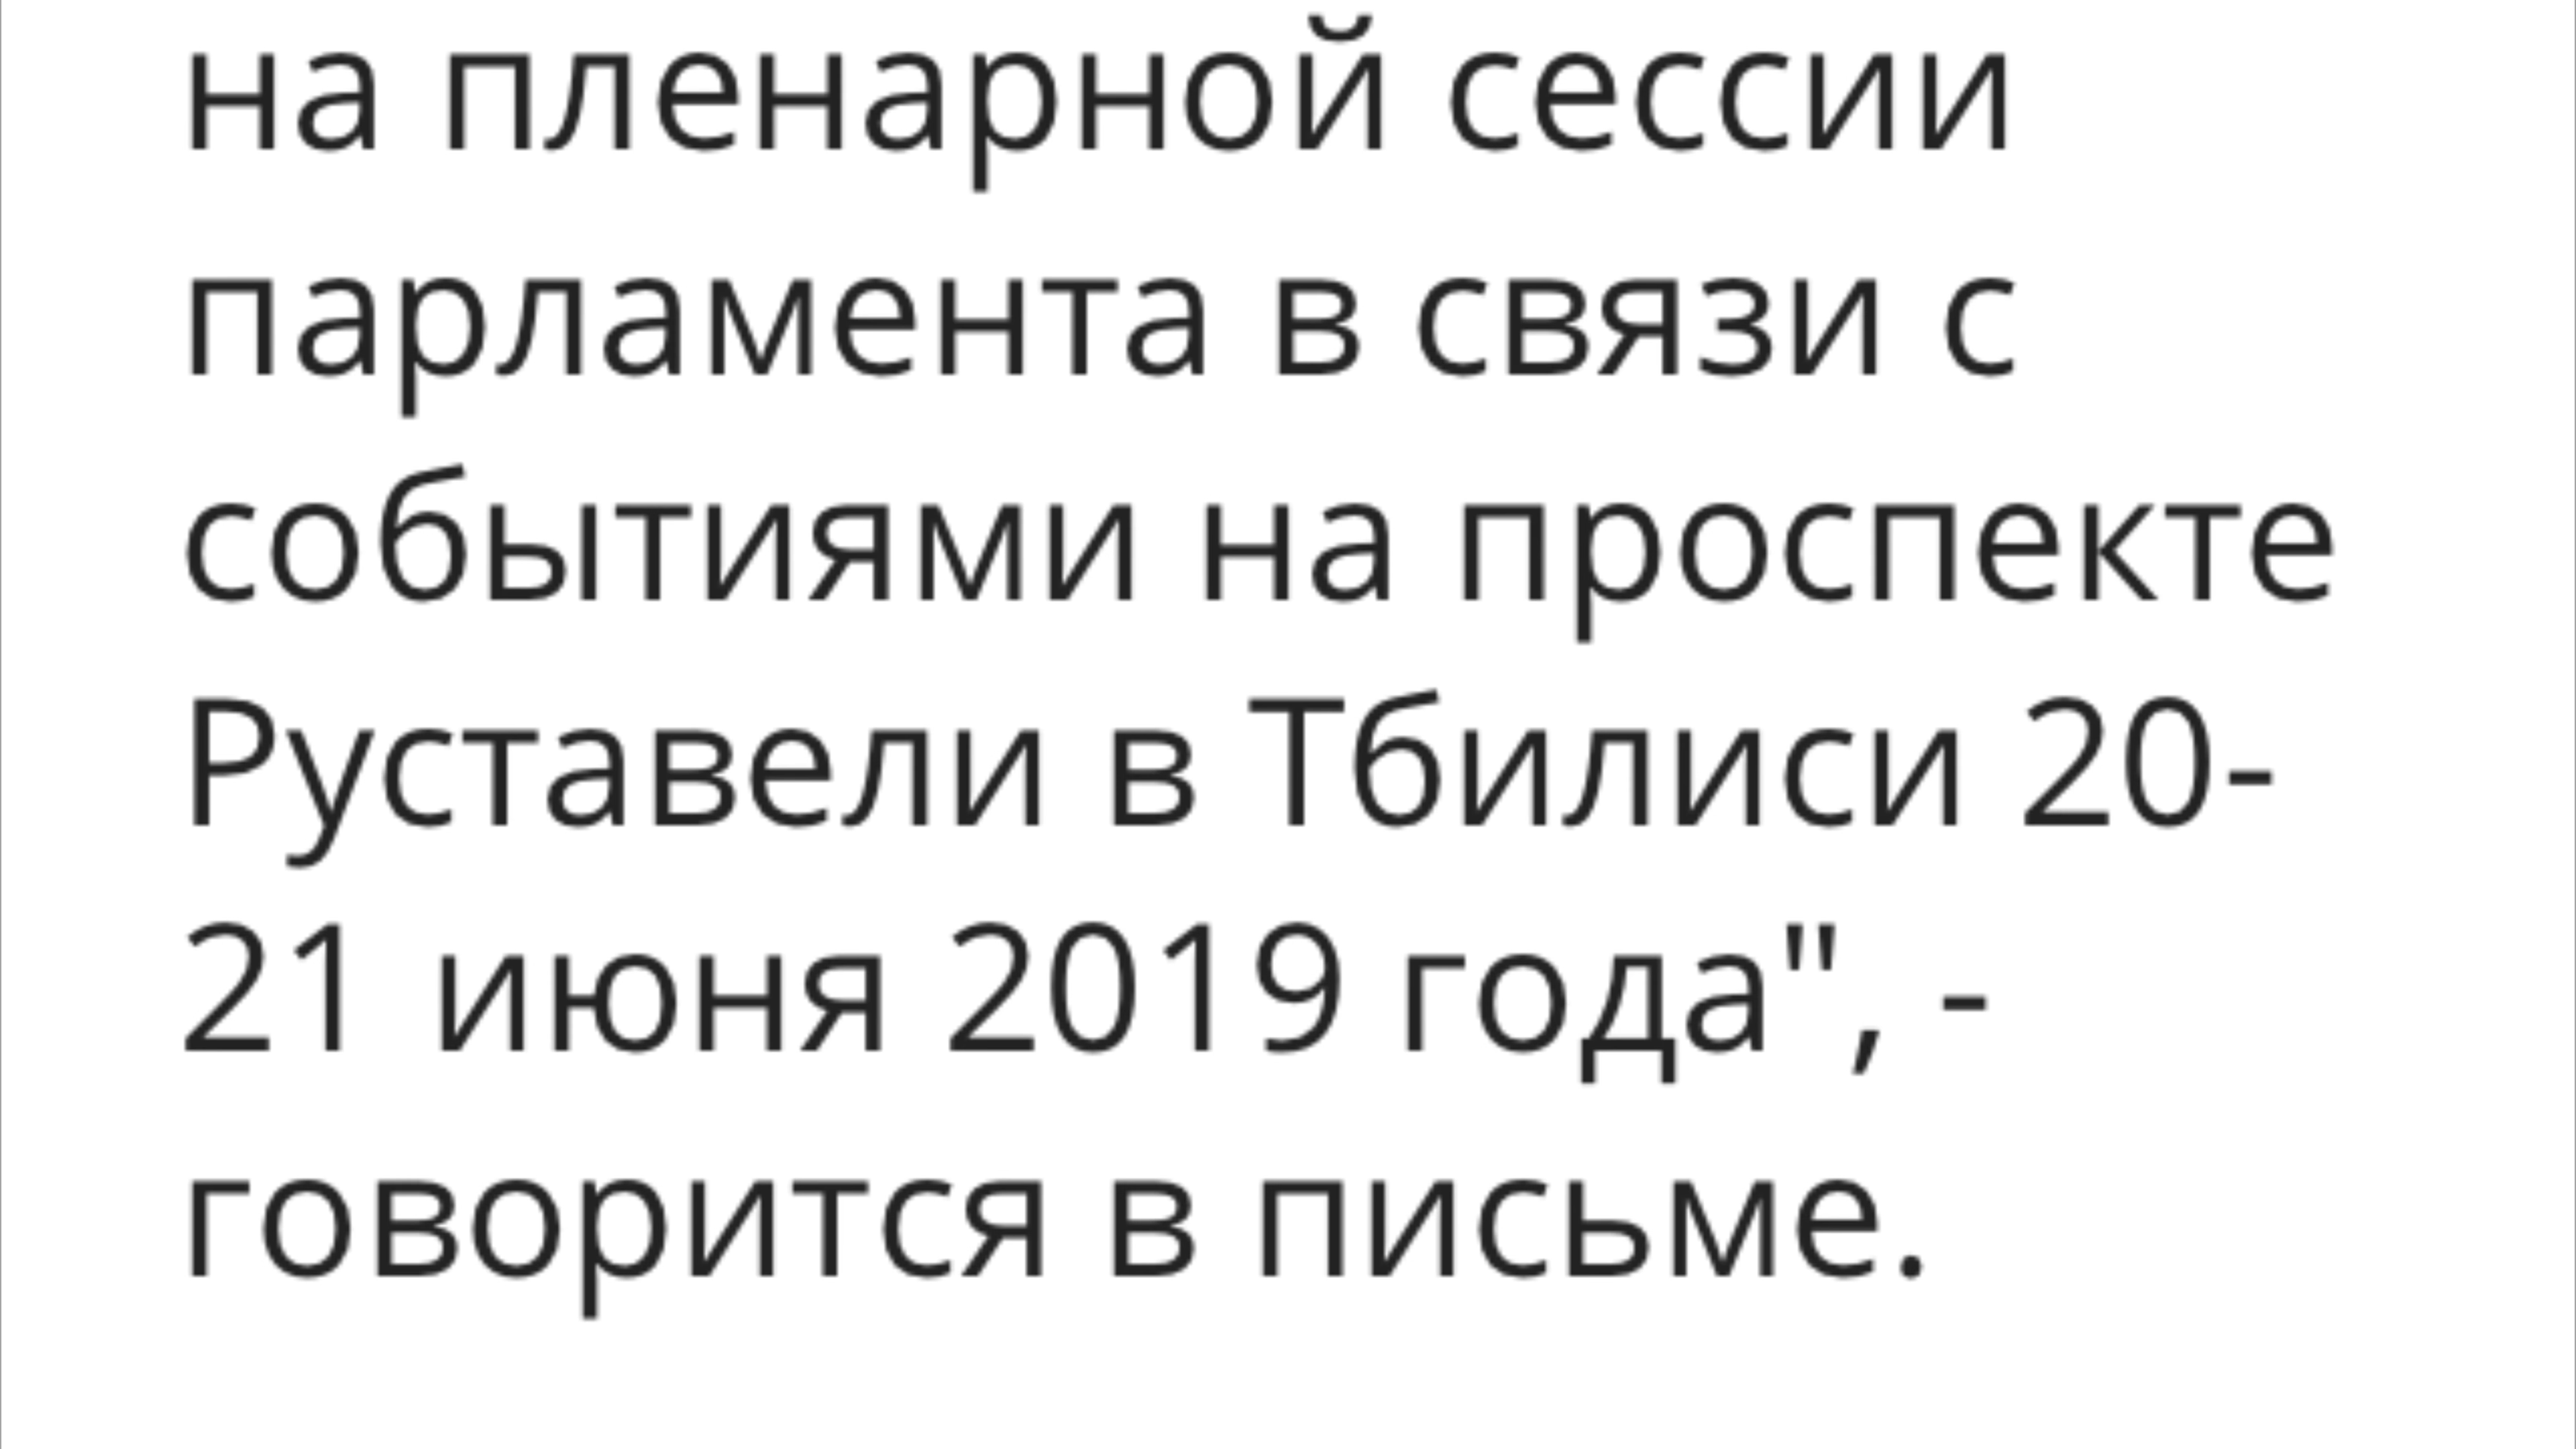 на пленарной сессии
парламента в связи с
событиями на проспекте
Руставели в Тбилиси 20-
21 июня 2019 года", -
говорится в письме.